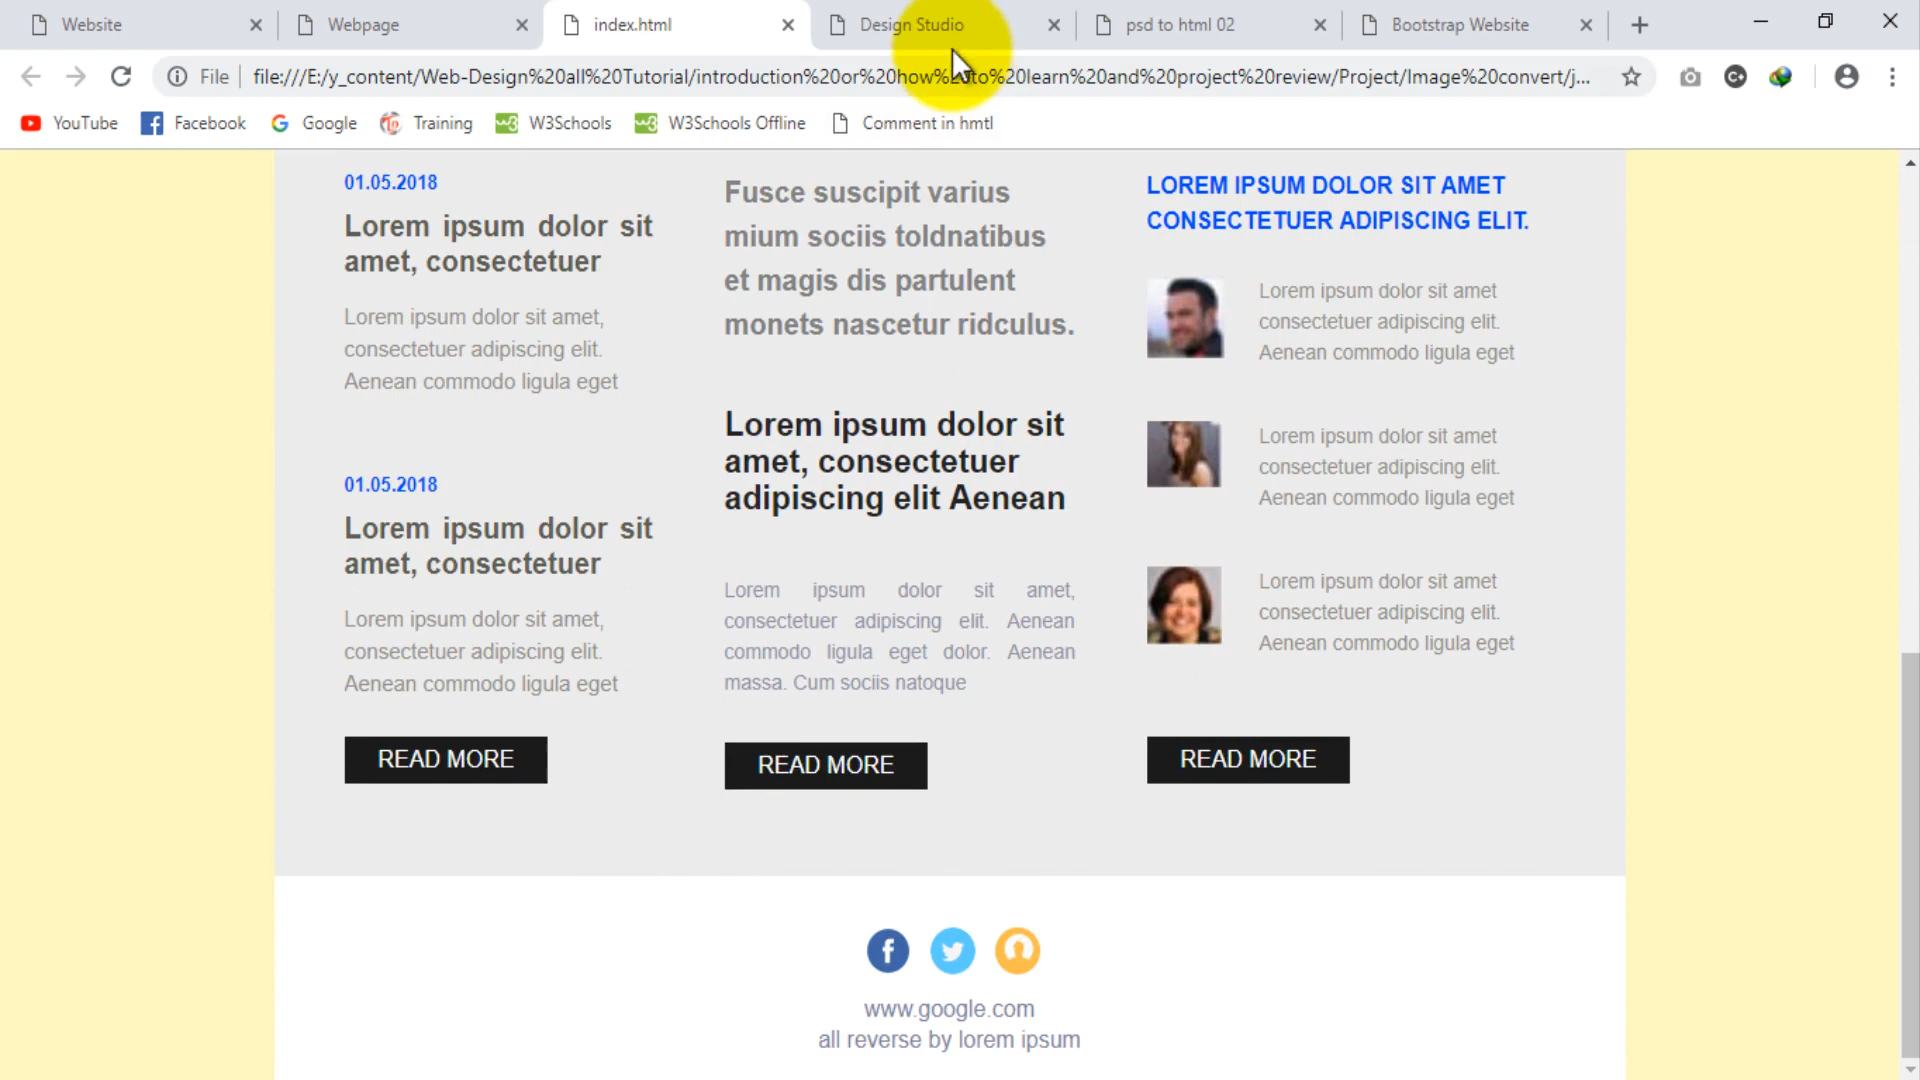 Website
Webpage
index.html
Design Studio
psd to html 02
Bootstrap Website
File
file:///E:/y_content/Web-Design%20all%20Tutorial/introduction%20or%20how%20to%20learn%20and%20project%20review/Project/Image%20convert/j...
YouTube
Facebook
Google
Training
W3Schools
W3Schools Offline
Comment in hmtl
01.05.2018
Lorem ipsum dolor sit
amet, consectetuer
Lorem ipsum dolor sit amet,
consectetuer adipiscing elit.
Aenean commodo ligula eget
01.05.2018
Lorem ipsum dolor sit
amet, consectetuer
Lorem ipsum dolor sit amet,
consectetuer adipiscing elit.
Aenean commodo ligula eget
READ MORE
Fusce suscipit varius
mium sociis toldnatibus
et magis dis partulent
monets nascetur ridculus.
Lorem ipsum dolor sit
amet, consectetuer
adipiscing elit Aenean
Lorem ipsum dolor sit amet,
consectetuer adipiscing elit. Aenean
commodo ligula eget dolor. Aenean
massa. Cum sociis natoque
READ MORE
LOREM IPSUM DOLOR SIT AMET
CONSECTETUER ADIPISCING ELIT.
Lorem ipsum dolor sit amet
consectetuer adipiscing elit.
Aenean commodo ligula eget
Lorem ipsum dolor sit amet
consectetuer adipiscing elit.
Aenean commodo ligula eget
Lorem ipsum dolor sit amet
consectetuer adipiscing elit.
Aenean commodo ligula eget
READ MORE
www.google.com
all reverse by lorem ipsum